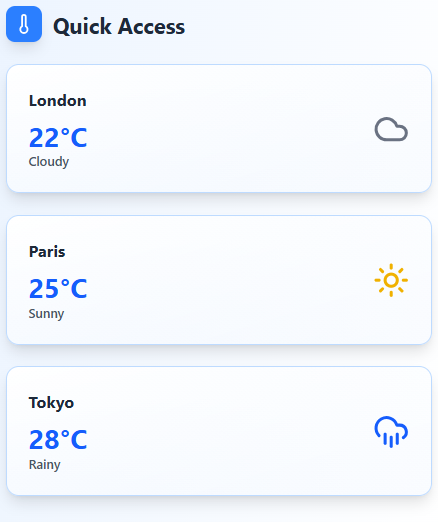 Quick Access
London
22°C
Cloudy
Paris
25°C
Sunny
Tokyo
28°C
Rainy